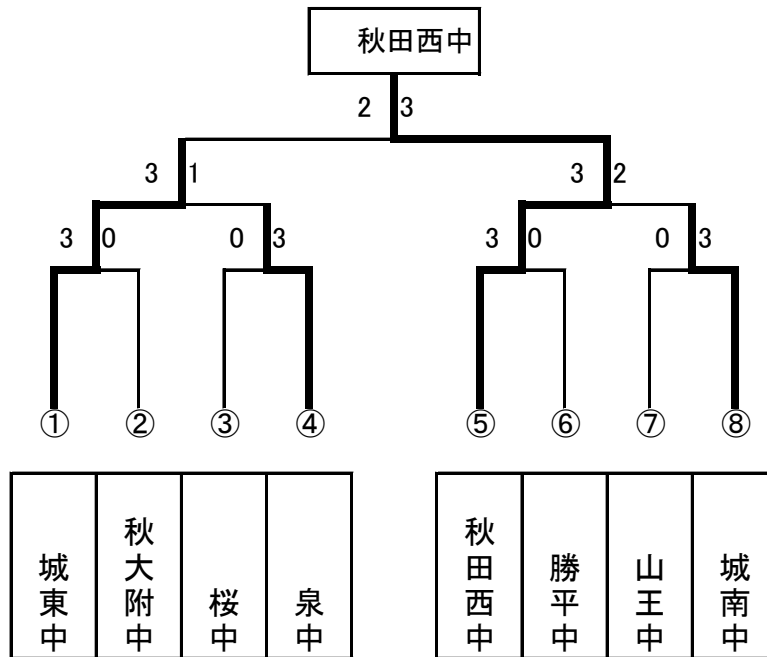 秋田西中
2 3
3 1 3 2
3 0 0 3 3 0 0 3
① ② ③ ④ ⑤ ⑥ ⑦ ⑧
城東中
秋大附中
桜中
泉中
秋田西中
勝平中
山王中
城南中